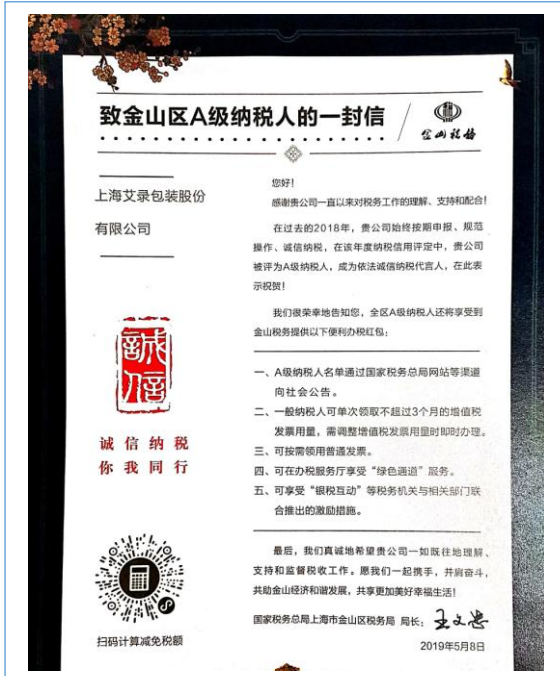 致金山区A级纳税人的一封信
金山税务
上海艾录包装股份
有限公司
您好!
感谢贵公司一直以来对税务工作的理解、支持和配合!
在过去的2018年，贵公司始终按期申报、规范
操作、诚信纳税，在该年度纳税信用评定中，贵公司
被评为A级纳税人，成为依法诚信纳税代言人，在此表
示祝贺!
我们很荣幸地告知您，全区A级纳税人还将享受到
金山税务提供以下便利办税红包:
一、A级纳税人名单通过国家税务总局网站等渠道
向社会公告。
二、一般纳税人可单次领取不超过3个月的增值税
发票用量，需调整增值税发票用量时即时办理。
三、可按需领用普通发票。
四、可在办税服务厅享受“绿色通道”服务。
五、可享受“银税互动”等税务机关与相关部门联
合推出的激励措施。
誠信
诚信纳税
你我同行
最后，我们真诚地希望贵公司一如既往地理解、
支持和监督税收工作。愿我们一起携手，并肩奋斗，
共助金山经济和谐发展，共享更加美好幸福生活!
国家税务总局上海市金山区税务局 局长:
2019年5月8日
扫码计算减免税额